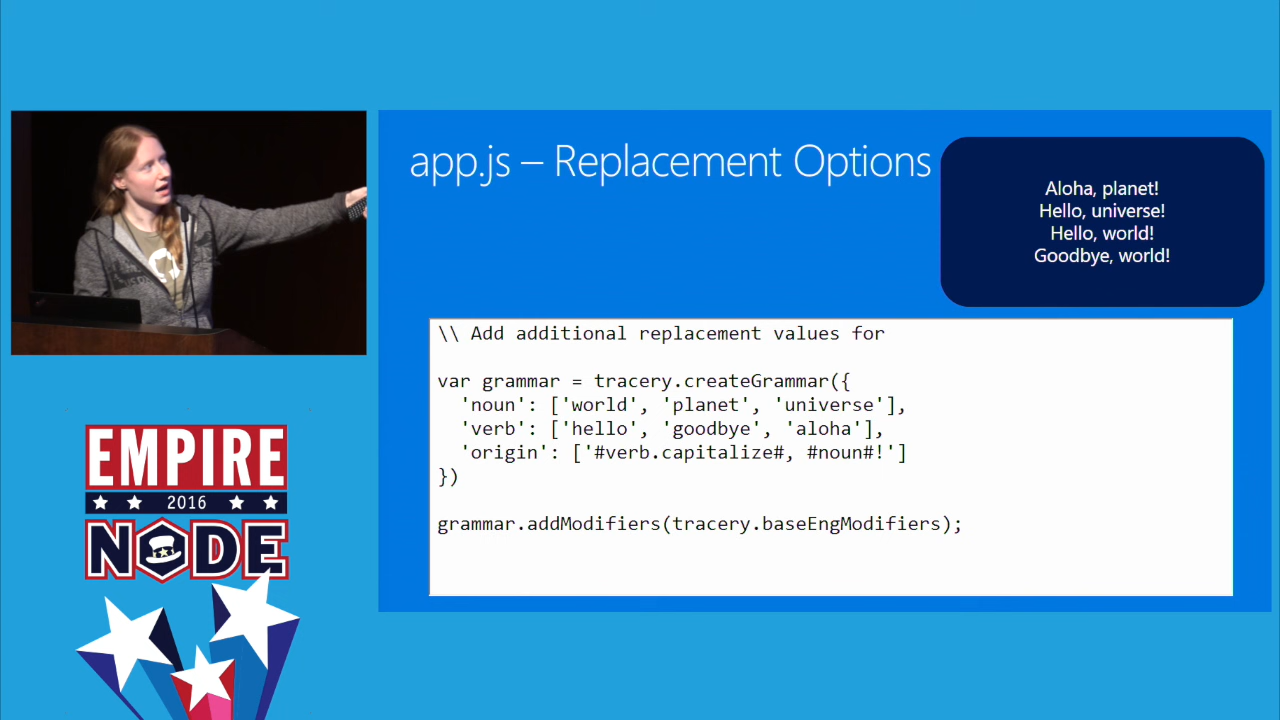 app.js – Replacement Options
Aloha, planet!
Hello, universe!
Hello, world!
Goodbye, world!
\\ Add additional replacement values for
var grammar = tracery.createGrammar({
'noun': ['world', 'planet', 'universe'],
'verb': ['hello', 'goodbye', 'aloha'],
'origin': ['#verb.capitalize#, #noun#!']
})
grammar.addModifiers(tracery.baseEngModifiers);
EMPIRE
2016
NODE